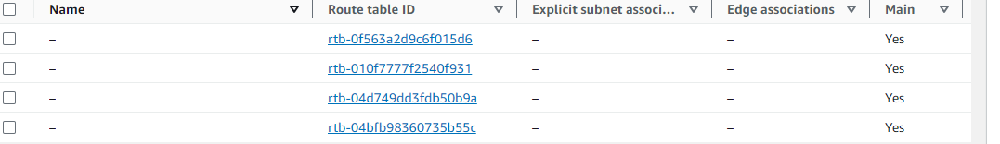 Name Route table ID Explicit subnet associ... Edge associations Main
– rtb-0f563a2d9c6f015d6 – – Yes
– rtb-010f7777f2540f931 – – Yes
– rtb-04d749dd3fdb50b9a – – Yes
– rtb-04bfb98360735b55c – – Yes